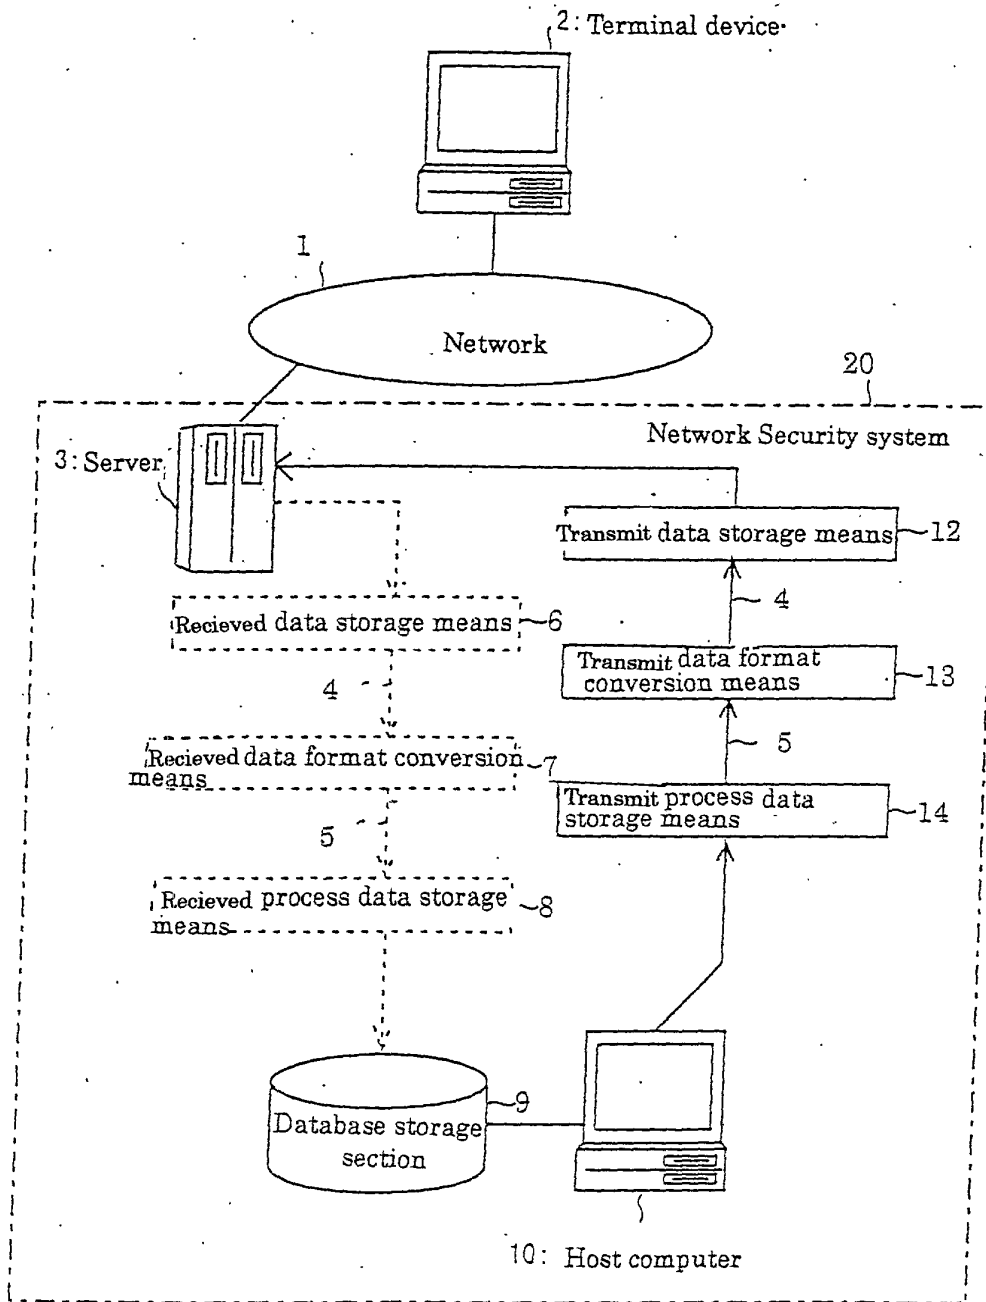 2: Terminal device
1
Network
20
Network Security system
3: Server
Transmit data storage means
12
4
Recieved data storage means
6
Transmit data format
conversion means
13
4
5
Recieved data format conversion
means
7
Transmit process data
storage means
14
5
Recieved process data storage
means
8
9
Database storage
section
10: Host computer